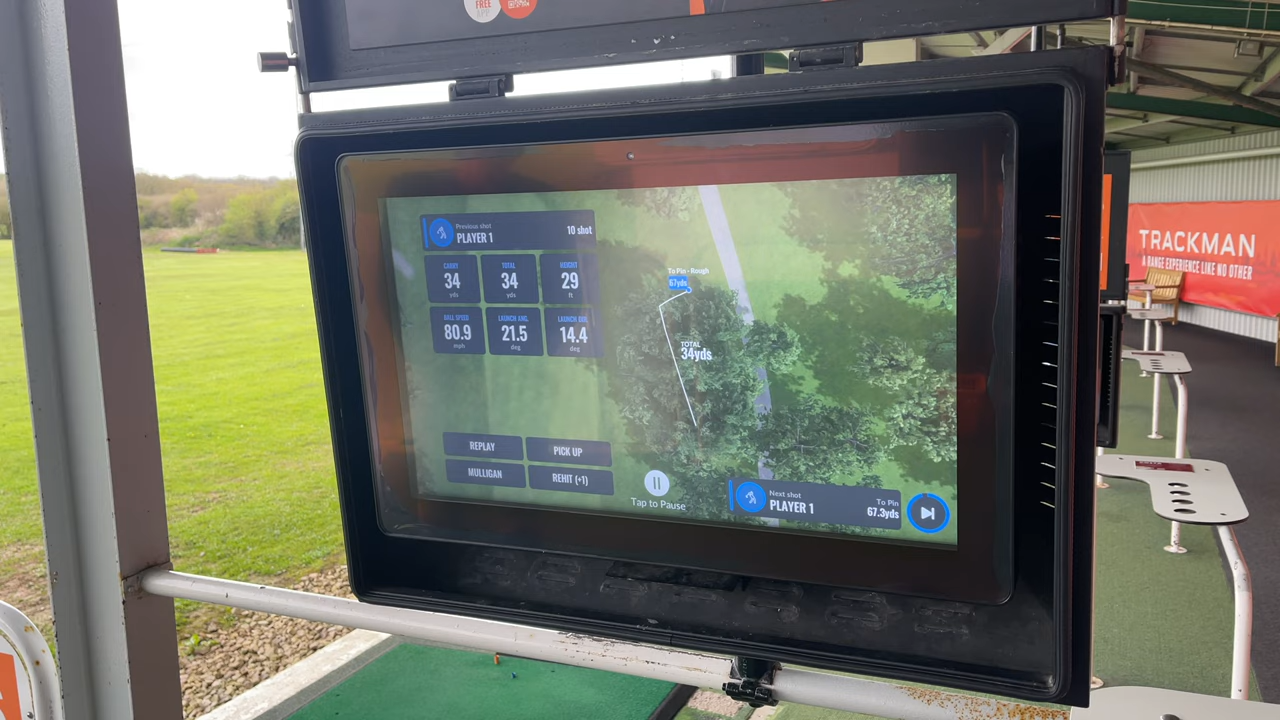 FREE
Previous shot
PLAYER 1
10 shot
CARRY
34
yds
TOTAL
34
yds
HEIGHT
29
ft
BALL SPEED
80.9
mph
LAUNCH ANG.
21.5
deg
LAUNCH DIR.
14.4
deg
To Pin - Rough
67yds
TOTAL
34yds
REPLAY
PICK UP
MULLIGAN
REHIT (+1)
Tap to Pause
Next shot
PLAYER 1
To Pin
67.3yds
TRACKMAN
A RANGE EXPERIENCE LIKE NO OTHER